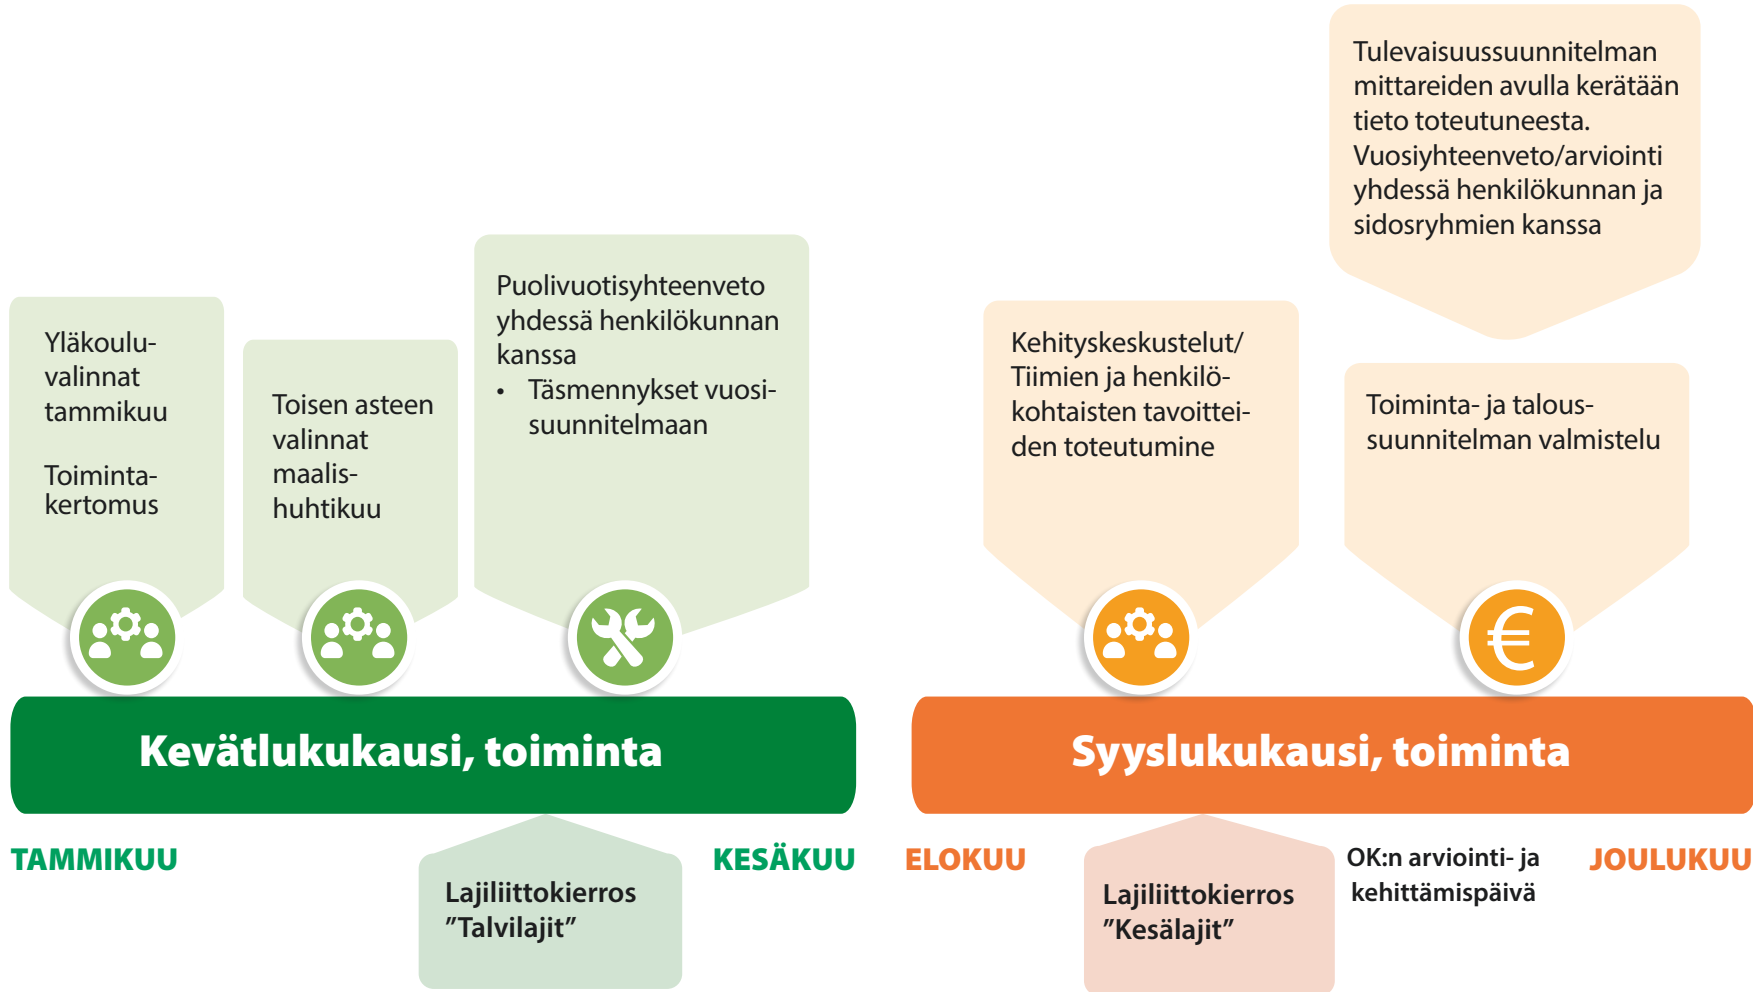 Yläkoulu-
valinnat
tammikuu
Toiminta-
kertomus
Toisen asteen
valinnat
maalis-
huhtikuu
Puolivuotisyhteenveto
yhdessä henkilökunnan
kanssa
• Täsmennykset vuosi-
suunnitelmaan
Kevätlukukausi, toiminta
TAMMIKUU
KESÄKUU
Lajiliittokierros
”Talvilajit”
Kehityskeskustelut/
Tiimien ja henkilö-
kohtaisten tavoittei-
den toteutumine
Tulevaisuussuunnitelman
mittareiden avulla kerätään
tieto toteutuneesta.
Vuosiyhteenveto/arviointi
yhdessä henkilökunnan ja
sidosryhmien kanssa
Toiminta- ja talous-
suunnitelman valmistelu
€
Syyslukukausi, toiminta
ELOKUU
Lajiliittokierros
”Kesälajit”
OK:n arviointi- ja
kehittämispäivä
JOULUKUU